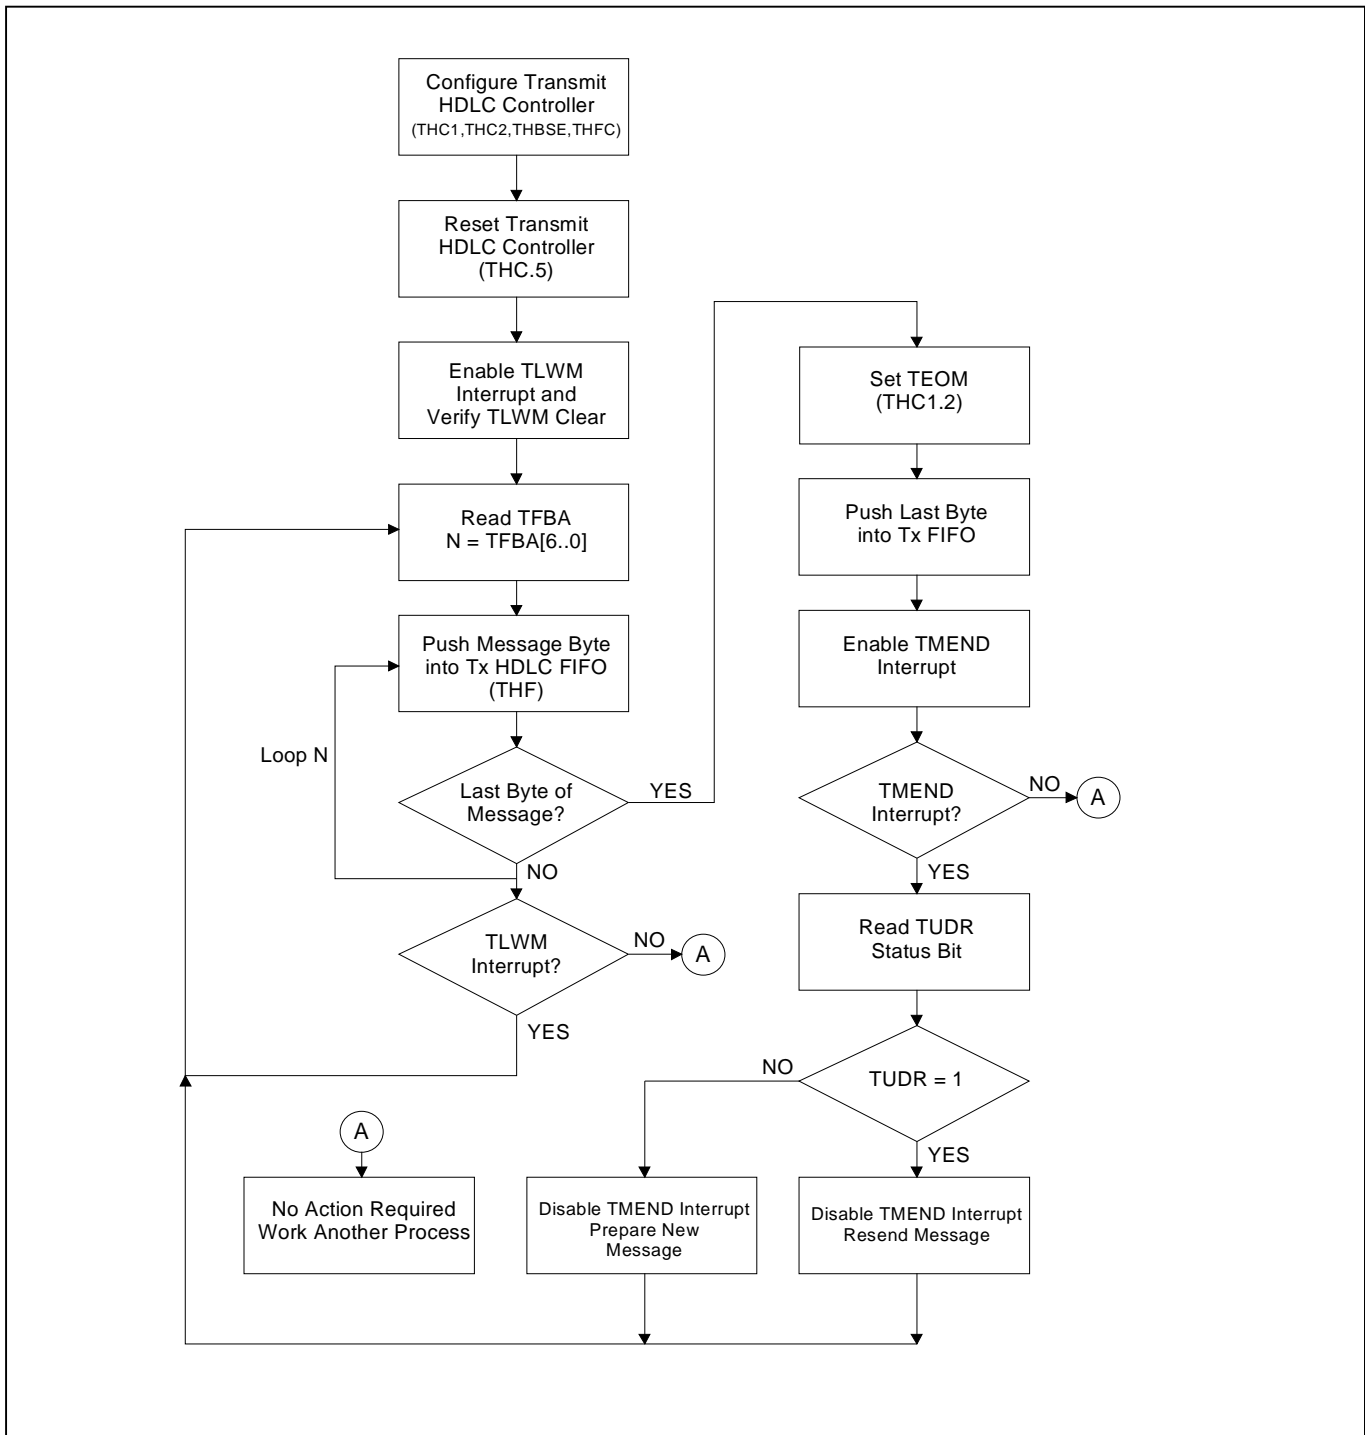 Configure Transmit
HDLC Controller
(THC1,THC2,THBSE,THFC)
Reset Transmit
HDLC Controller
(THC.5)
Enable TLWM
Interrupt and
Verify TLWM Clear
Read TFBA
N = TFBA[6..0]
Push Message Byte
into Tx HDLC FIFO
(THF)
Loop N
Last Byte of
Message?
YES
NO
TLWM
Interrupt?
NO
A
YES
A
No Action Required
Work Another Process
Set TEOM
(THC1.2)
Push Last Byte
into Tx FIFO
Enable TMEND
Interrupt
TMEND
Interrupt?
NO
A
YES
Read TUDR
Status Bit
TUDR = 1
NO
YES
Disable TMEND Interrupt
Prepare New
Message
Disable TMEND Interrupt
Resend Message